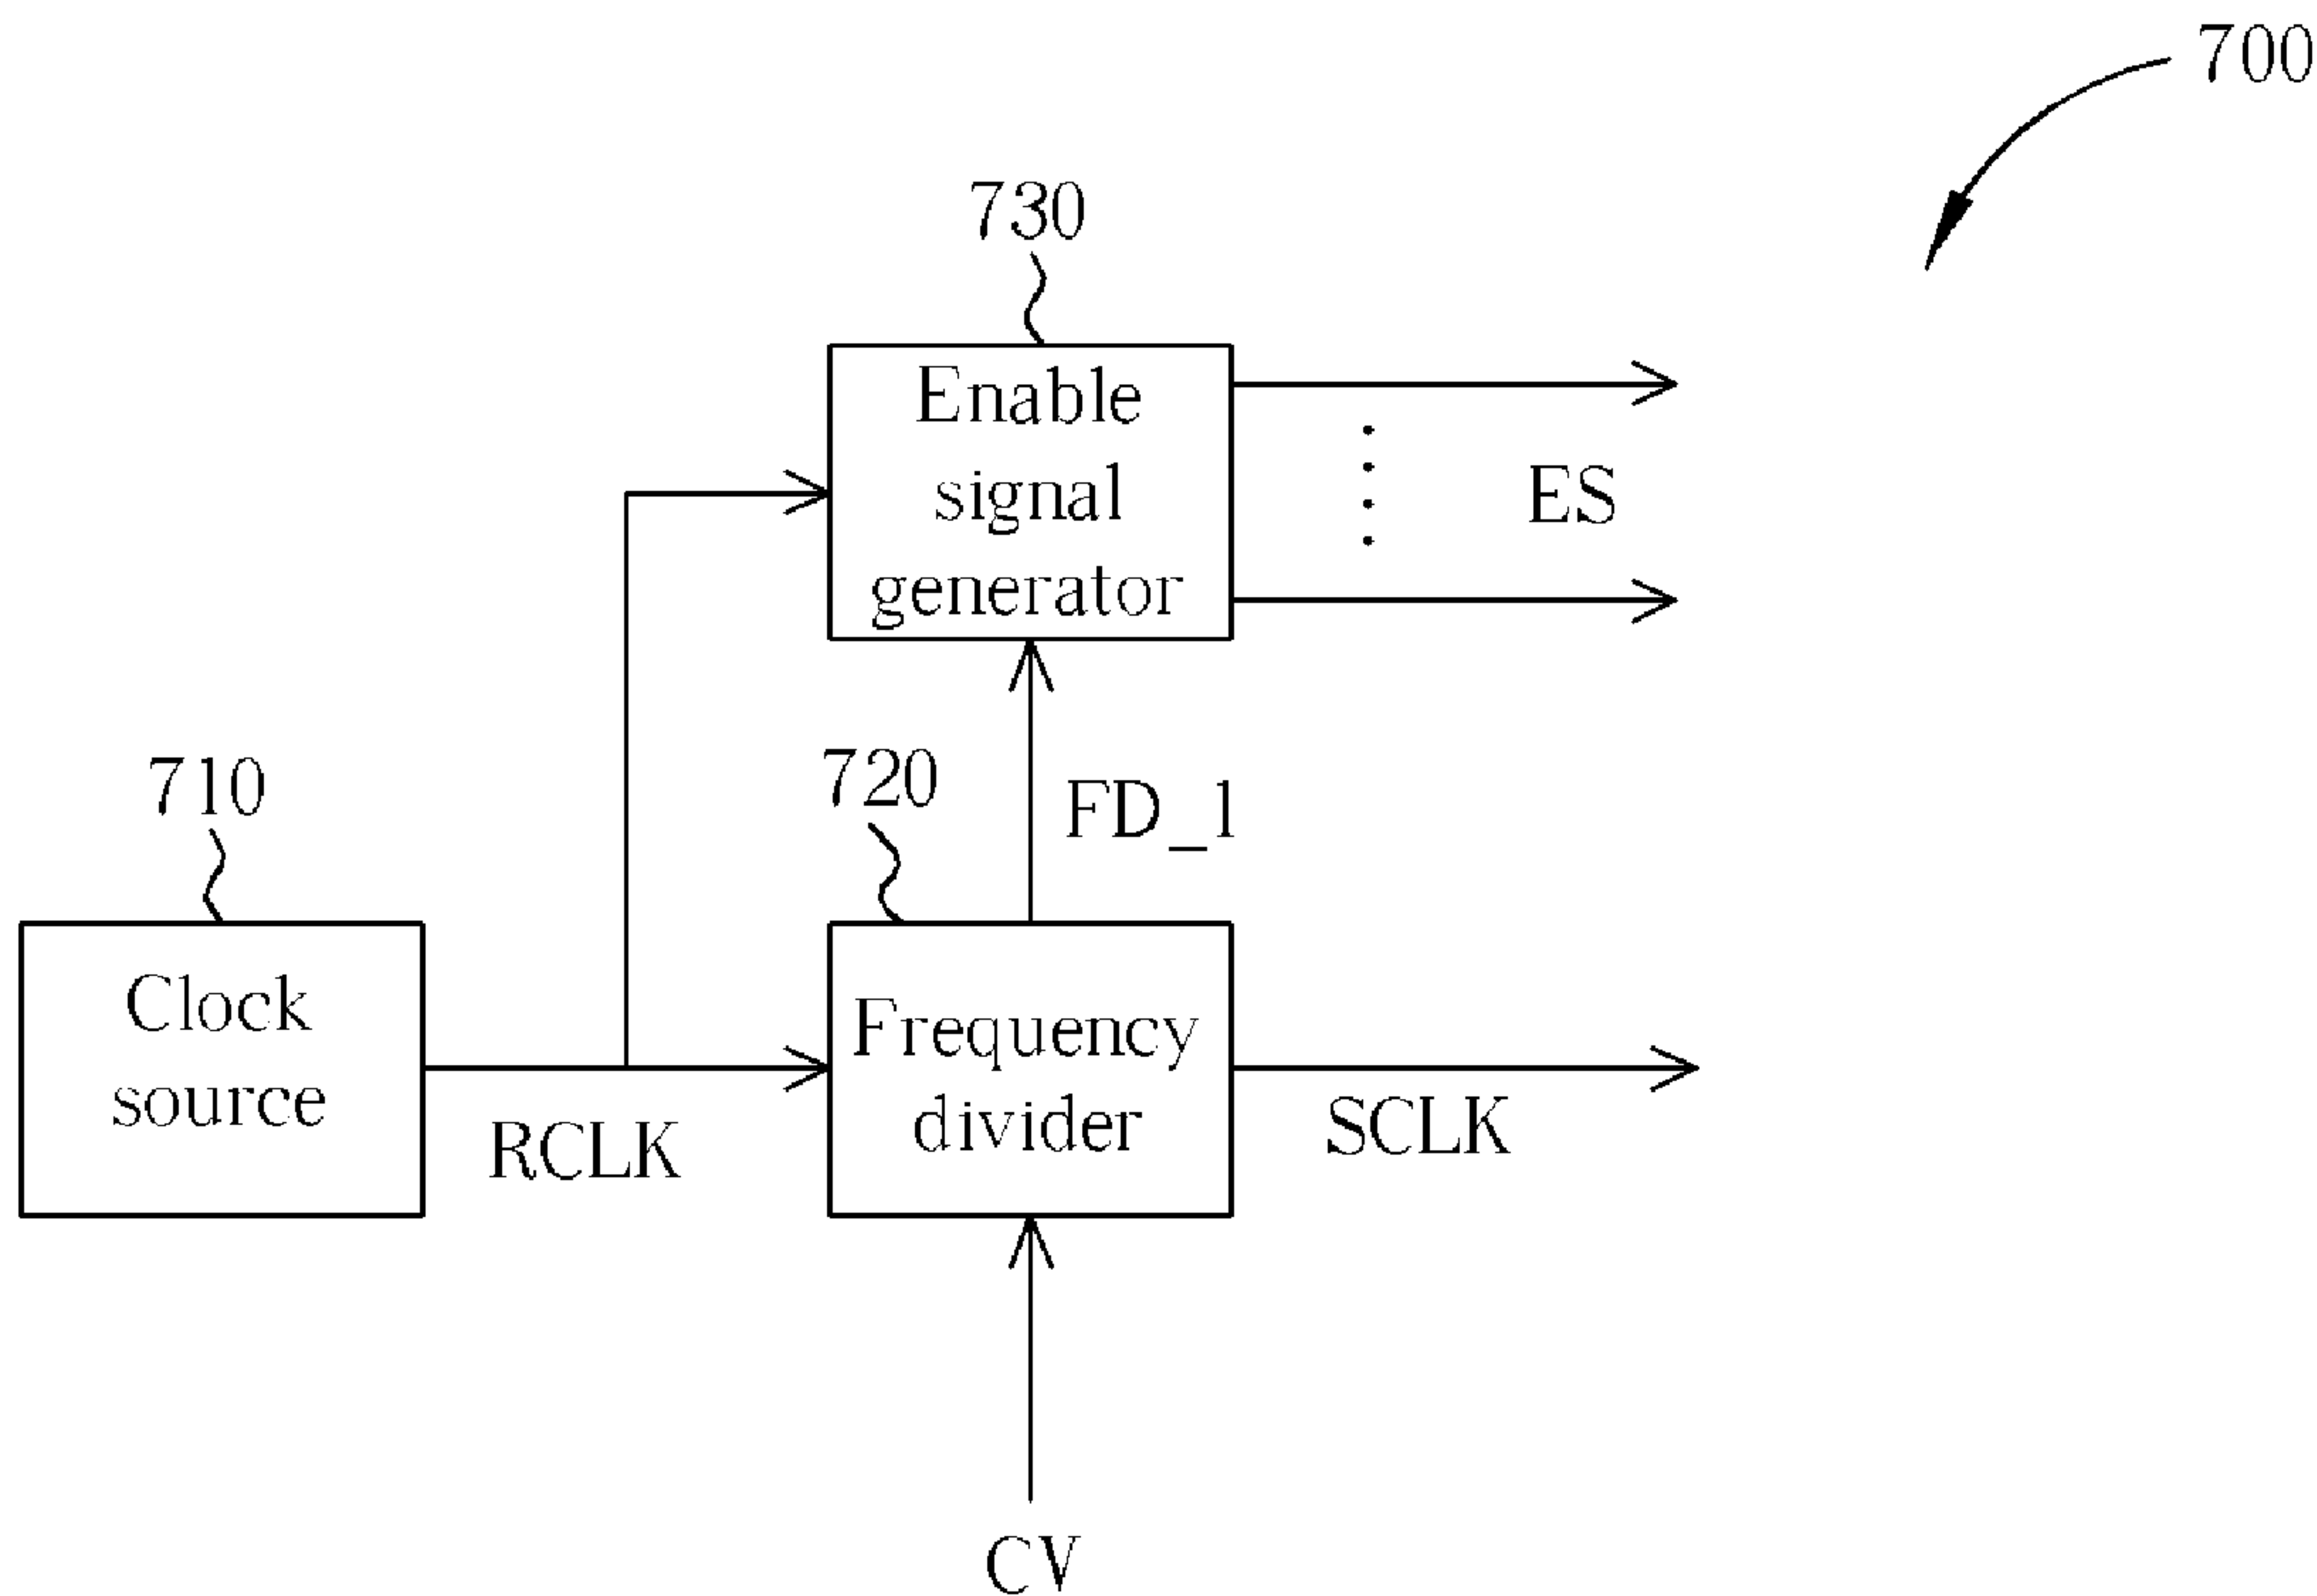 700
730
Enable
signal
generator
ES
710
720
FD_1
Clock
source
Frequency
divider
RCLK
SCLK
CV